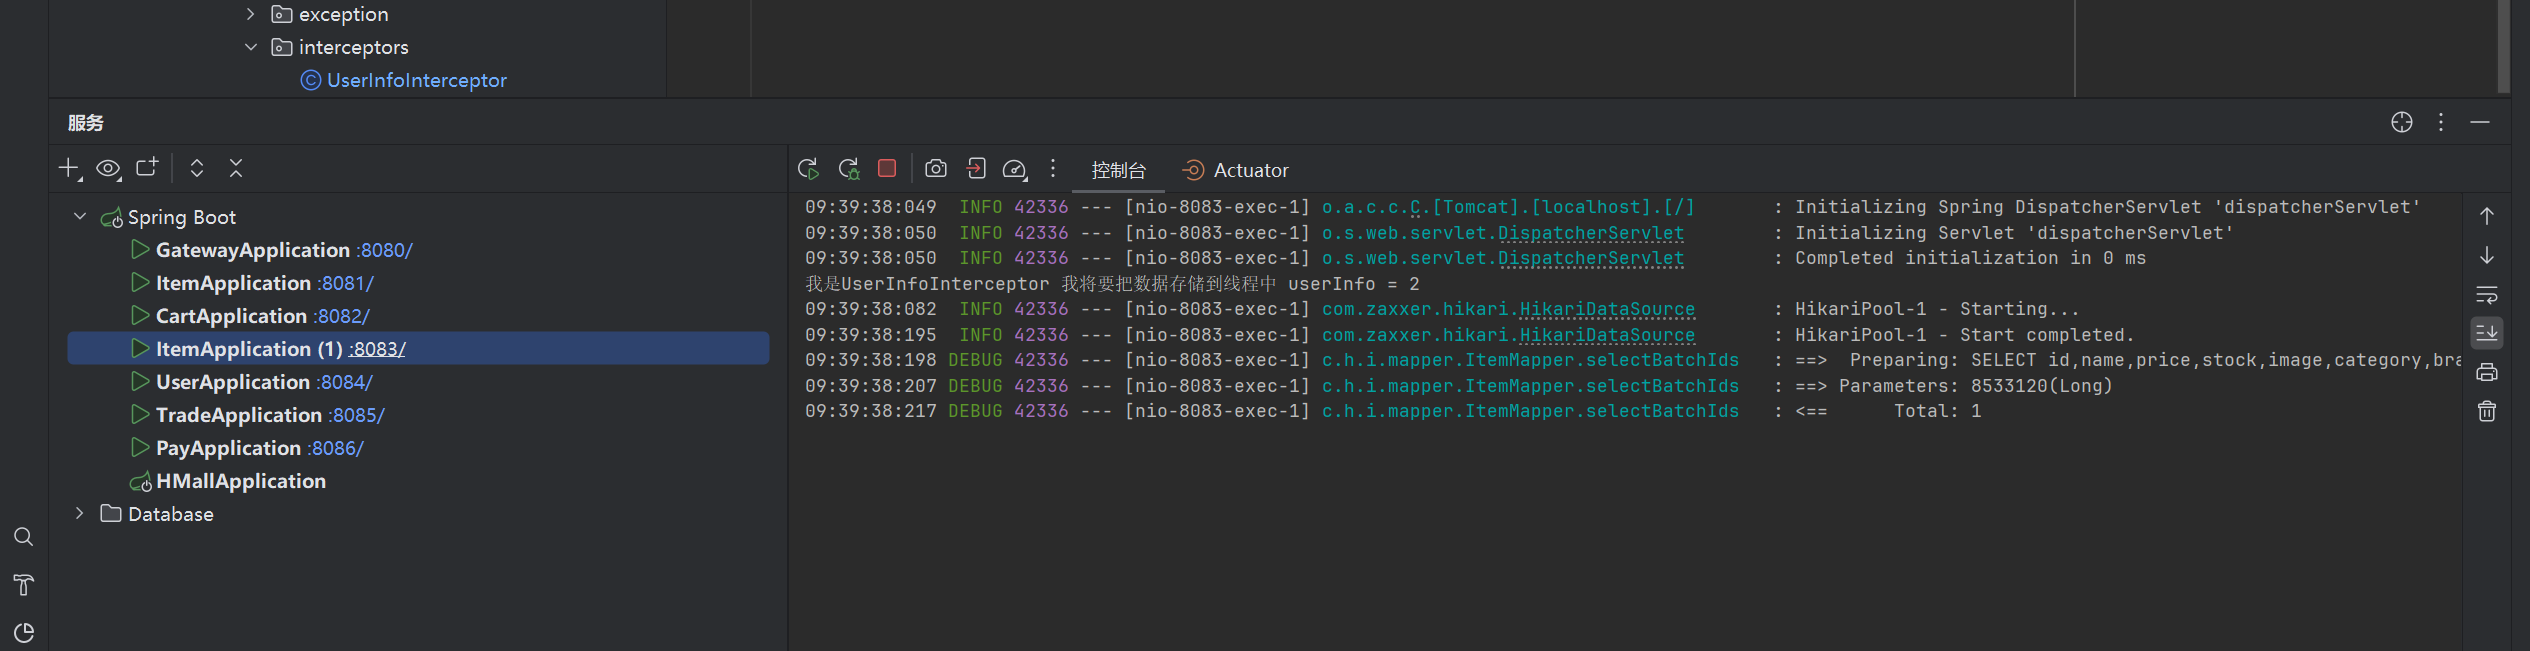 exception
interceptors
UserInfoInterceptor
服务
控制台
Actuator
Spring Boot
GatewayApplication :8080/
ItemApplication :8081/
CartApplication :8082/
ItemApplication (1) :8083/
UserApplication :8084/
TradeApplication :8085/
PayApplication :8086/
HMallApplication
Database
09:39:38:049  INFO 42336 --- [nio-8083-exec-1] o.a.c.c.C.[Tomcat].[localhost].[/]       : Initializing Spring DispatcherServlet 'dispatcherServlet'
09:39:38:050  INFO 42336 --- [nio-8083-exec-1] o.s.web.servlet.DispatcherServlet        : Initializing Servlet 'dispatcherServlet'
09:39:38:050  INFO 42336 --- [nio-8083-exec-1] o.s.web.servlet.DispatcherServlet        : Completed initialization in 0 ms
我是UserInfoInterceptor 我将要把数据存储到线程中 userInfo = 2
09:39:38:082  INFO 42336 --- [nio-8083-exec-1] com.zaxxer.hikari.HikariDataSource       : HikariPool-1 - Starting...
09:39:38:195  INFO 42336 --- [nio-8083-exec-1] com.zaxxer.hikari.HikariDataSource       : HikariPool-1 - Start completed.
09:39:38:198 DEBUG 42336 --- [nio-8083-exec-1] c.h.i.mapper.ItemMapper.selectBatchIds   : ==>  Preparing: SELECT id,name,price,stock,image,category,bra
09:39:38:207 DEBUG 42336 --- [nio-8083-exec-1] c.h.i.mapper.ItemMapper.selectBatchIds   : ==> Parameters: 8533120(Long)
09:39:38:217 DEBUG 42336 --- [nio-8083-exec-1] c.h.i.mapper.ItemMapper.selectBatchIds   : <==      Total: 1